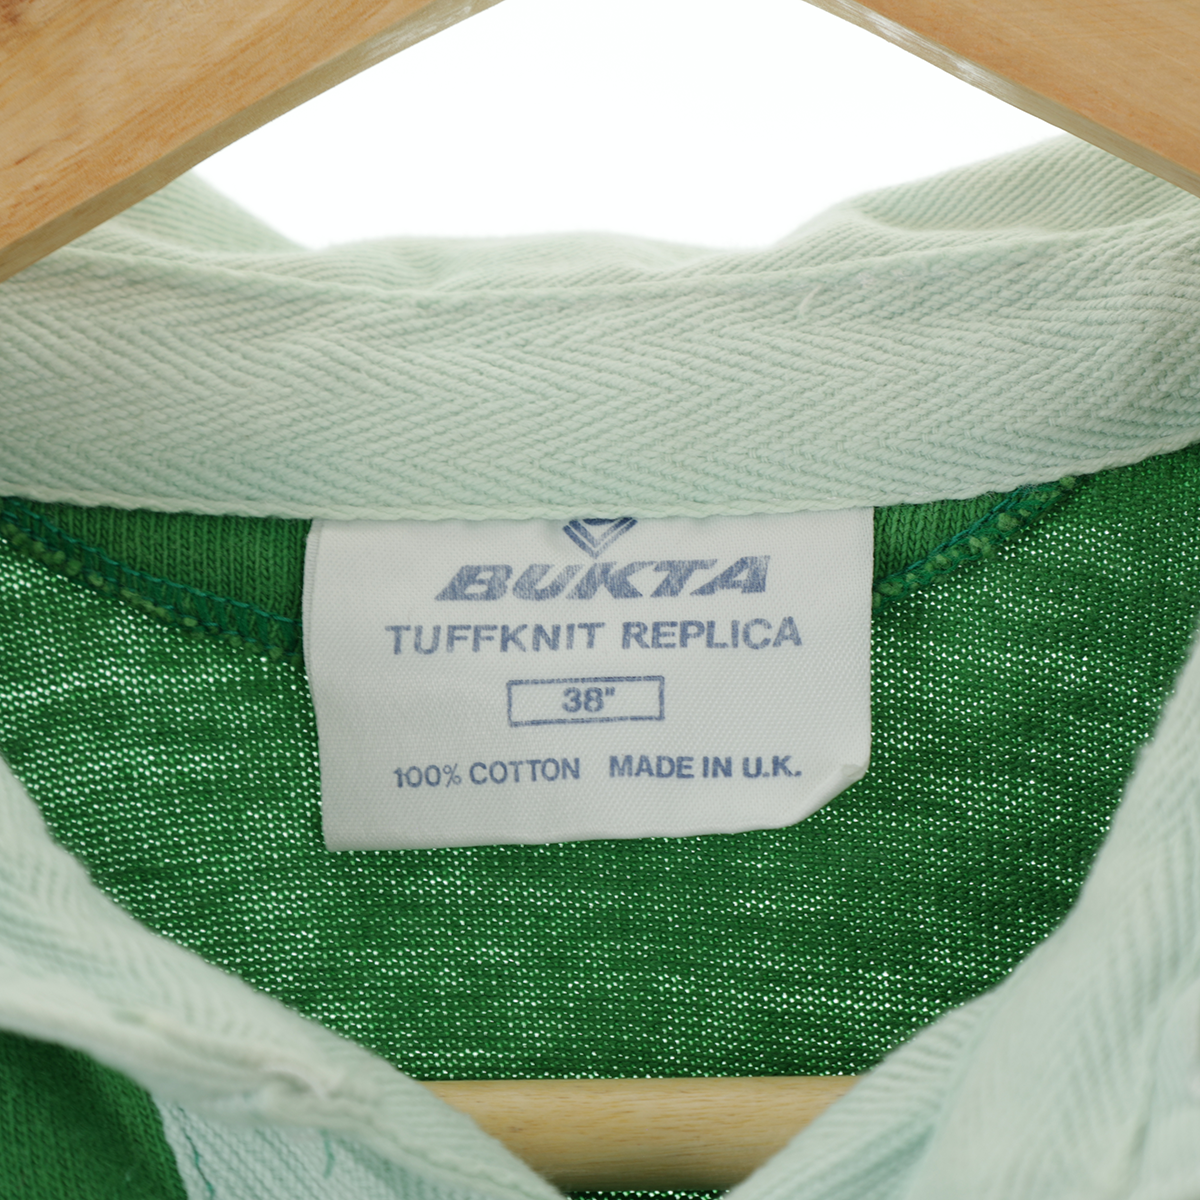 BUKTA
TUFFKNIT REPLICA
38"
100% COTTON MADE IN U.K.